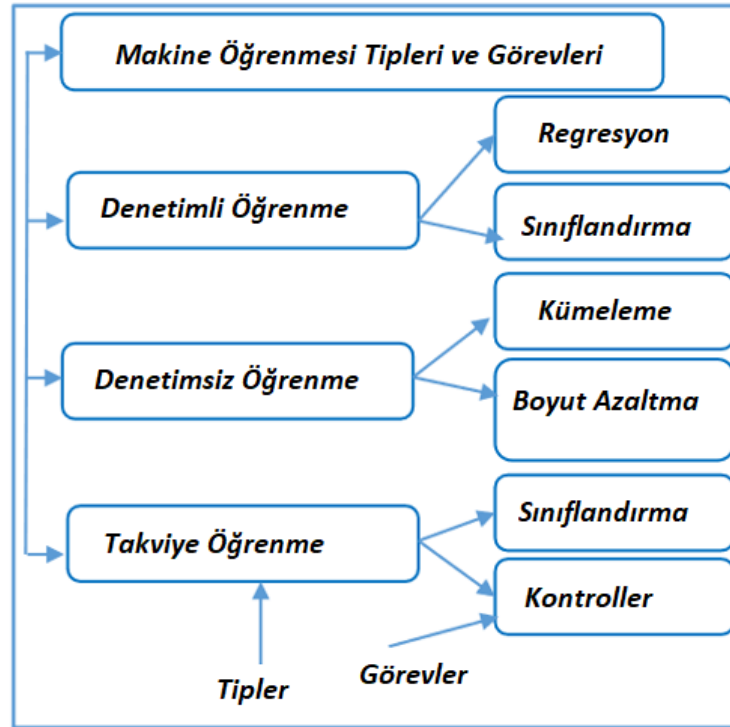 Makine Öğrenmesi Tipleri ve Görevleri
Denetimli Öğrenme
Regresyon
Sınıflandırma
Denetimsiz Öğrenme
Kümeleme
Boyut Azaltma
Takviye Öğrenme
Sınıflandırma
Kontroller
Tipler
Görevler